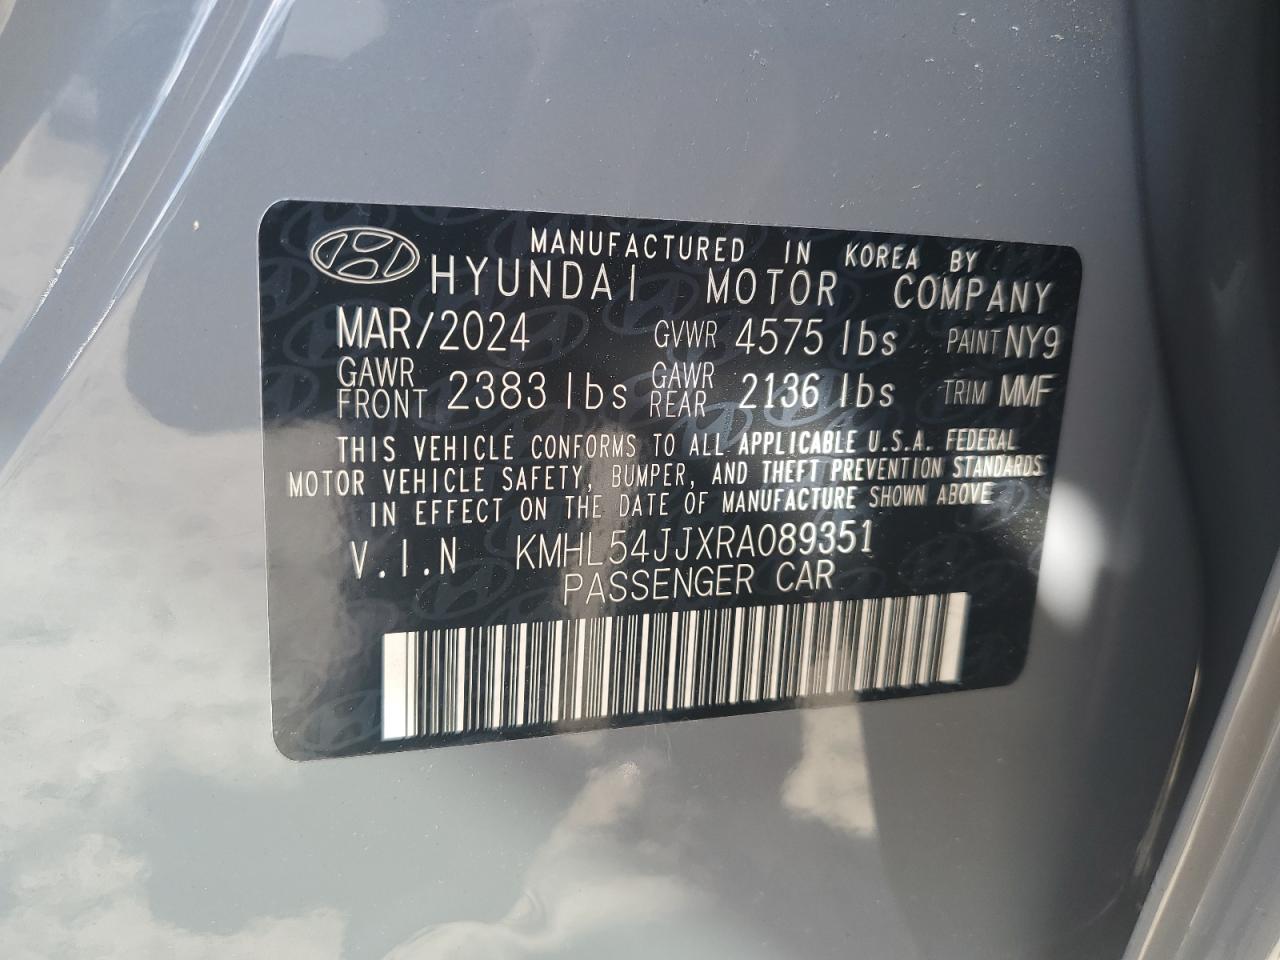 MANUFACTURED IN KOREA BY
HYUNDAI MOTOR COMPANY
MAR/2024 GVWR 4575 lbs PAINT NY9
GAWR FRONT 2383 lbs GAWR REAR 2136 lbs TRIM MMF
THIS VEHICLE CONFORMS TO ALL APPLICABLE U.S.A. FEDERAL
MOTOR VEHICLE SAFETY, BUMPER, AND THEFT PREVENTION STANDARDS
IN EFFECT ON THE DATE OF MANUFACTURE SHOWN ABOVE
V.I.N KMHL54JJXRA089351
PASSENGER CAR